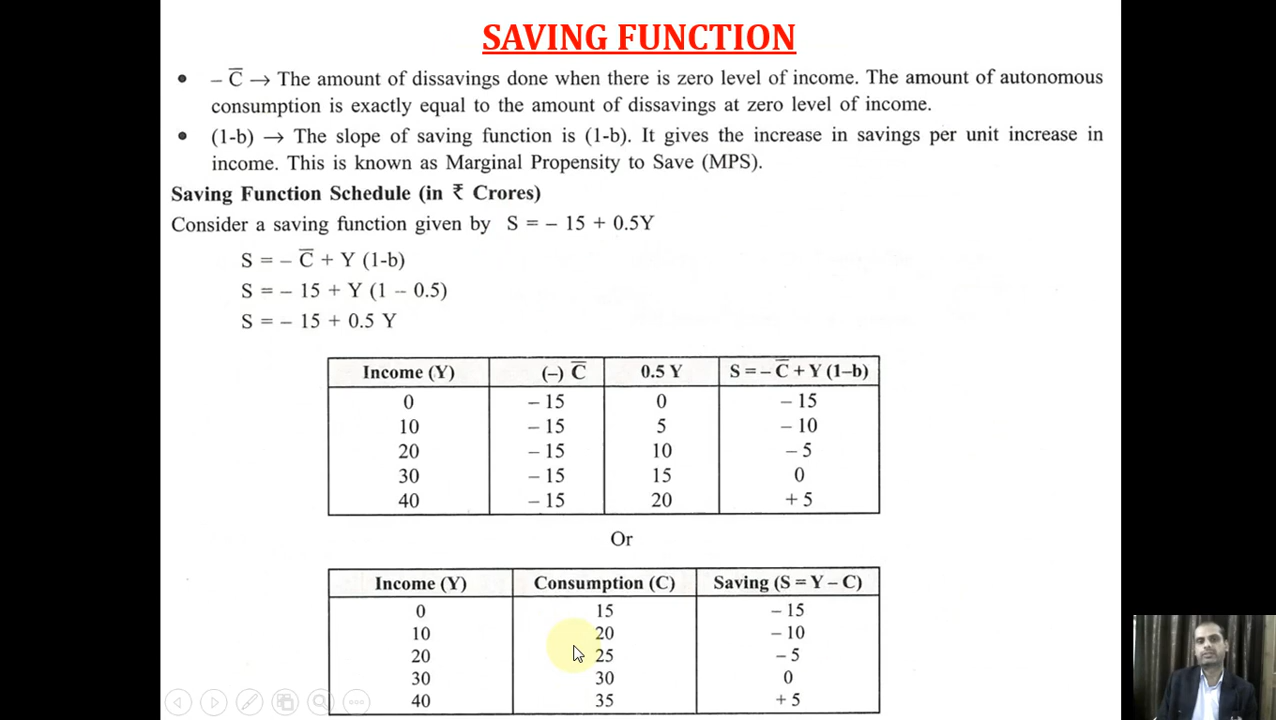 SAVING FUNCTION
• – C̅ → The amount of dissavings done when there is zero level of income. The amount of autonomous
consumption is exactly equal to the amount of dissavings at zero level of income.
• (1-b) → The slope of saving function is (1-b). It gives the increase in savings per unit increase in
income. This is known as Marginal Propensity to Save (MPS).
Saving Function Schedule (in ₹ Crores)
Consider a saving function given by S = – 15 + 0.5Y
S = – C̅ + Y (1-b)
S = – 15 + Y (1 – 0.5)
S = – 15 + 0.5 Y
Income (Y) (–) C̅ 0.5 Y S = – C̅ + Y (1–b)
0 – 15 0 – 15
10 – 15 5 – 10
20 – 15 10 – 5
30 – 15 15 0
40 – 15 20 + 5
Or
Income (Y) Consumption (C) Saving (S = Y – C)
0 15 – 15
10 20 – 10
20 25 – 5
30 30 0
40 35 + 5